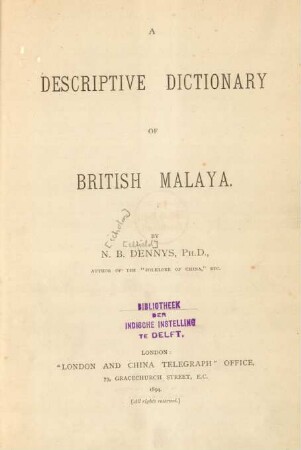 A
DESCRIPTIVE DICTIONARY
OF
BRITISH MALAYA.
BY
N. B. DENNYS, PH.D.,
AUTHOR OF THE "FOLKLORE OF CHINA," ETC.
BIBLIOTHEEK
DER
INDISCHE INSTELLING
TE DELFT.
LONDON:
"LONDON AND CHINA TELEGRAPH" OFFICE,
79, GRACECHURCH STREET, E.C.
1894.
[All rights reserved.]